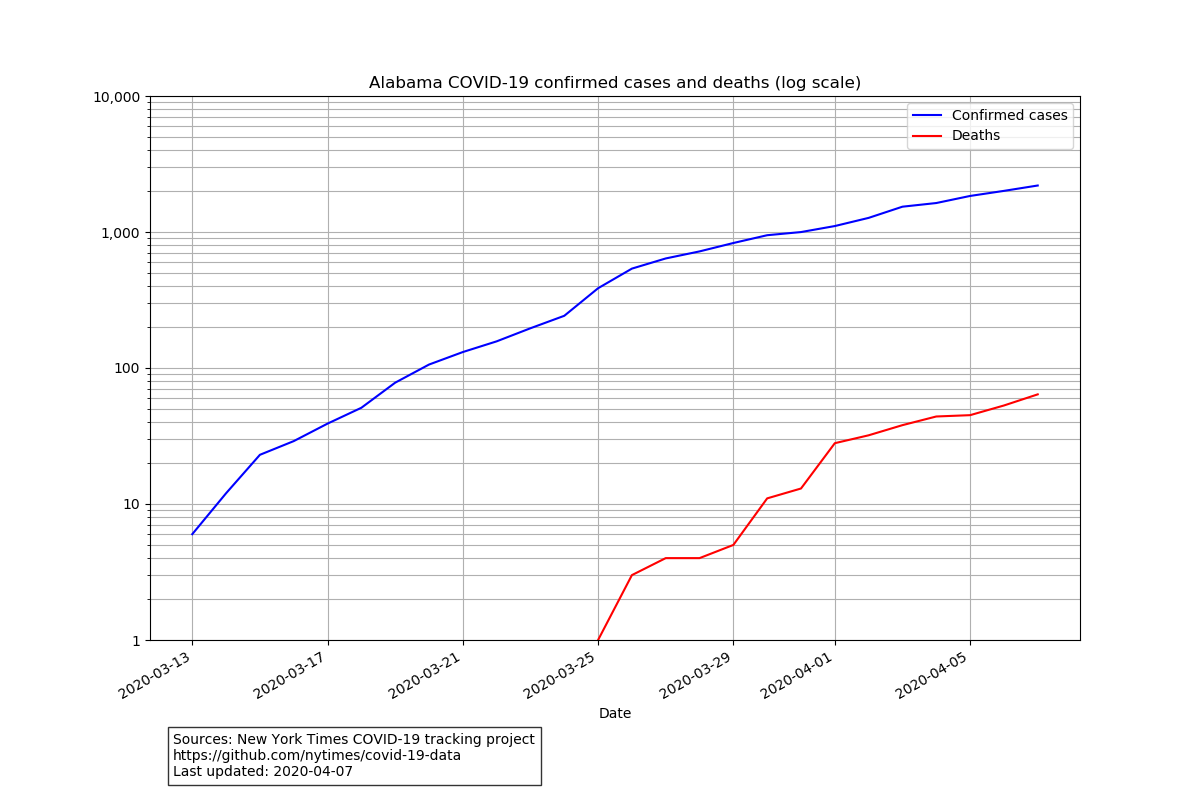 Alabama COVID-19 confirmed cases and deaths (log scale)
10,000
1,000
100
10
1
Confirmed cases
Deaths
2020-03-13
2020-03-17
2020-03-21
2020-03-25
2020-03-29
2020-04-01
2020-04-05
Date
Sources: New York Times COVID-19 tracking project
https://github.com/nytimes/covid-19-data
Last updated: 2020-04-07